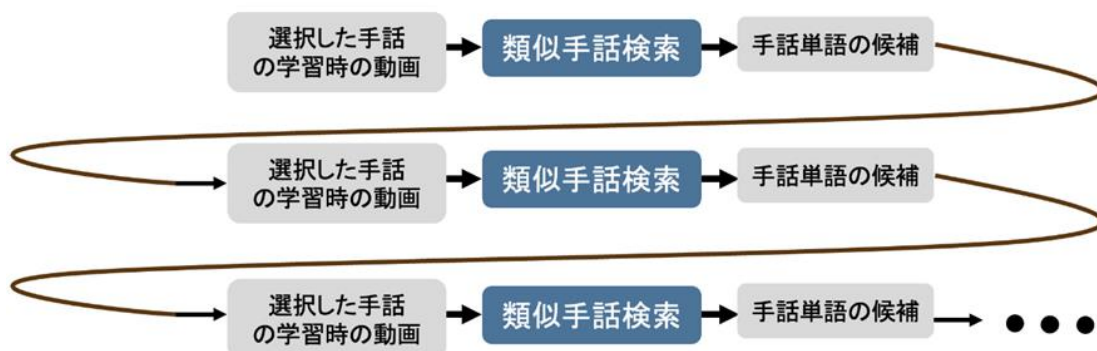 選択した手話
の学習時の動画
類似手話検索
手話単語の候補
選択した手話
の学習時の動画
類似手話検索
手話単語の候補
選択した手話
の学習時の動画
類似手話検索
手話単語の候補